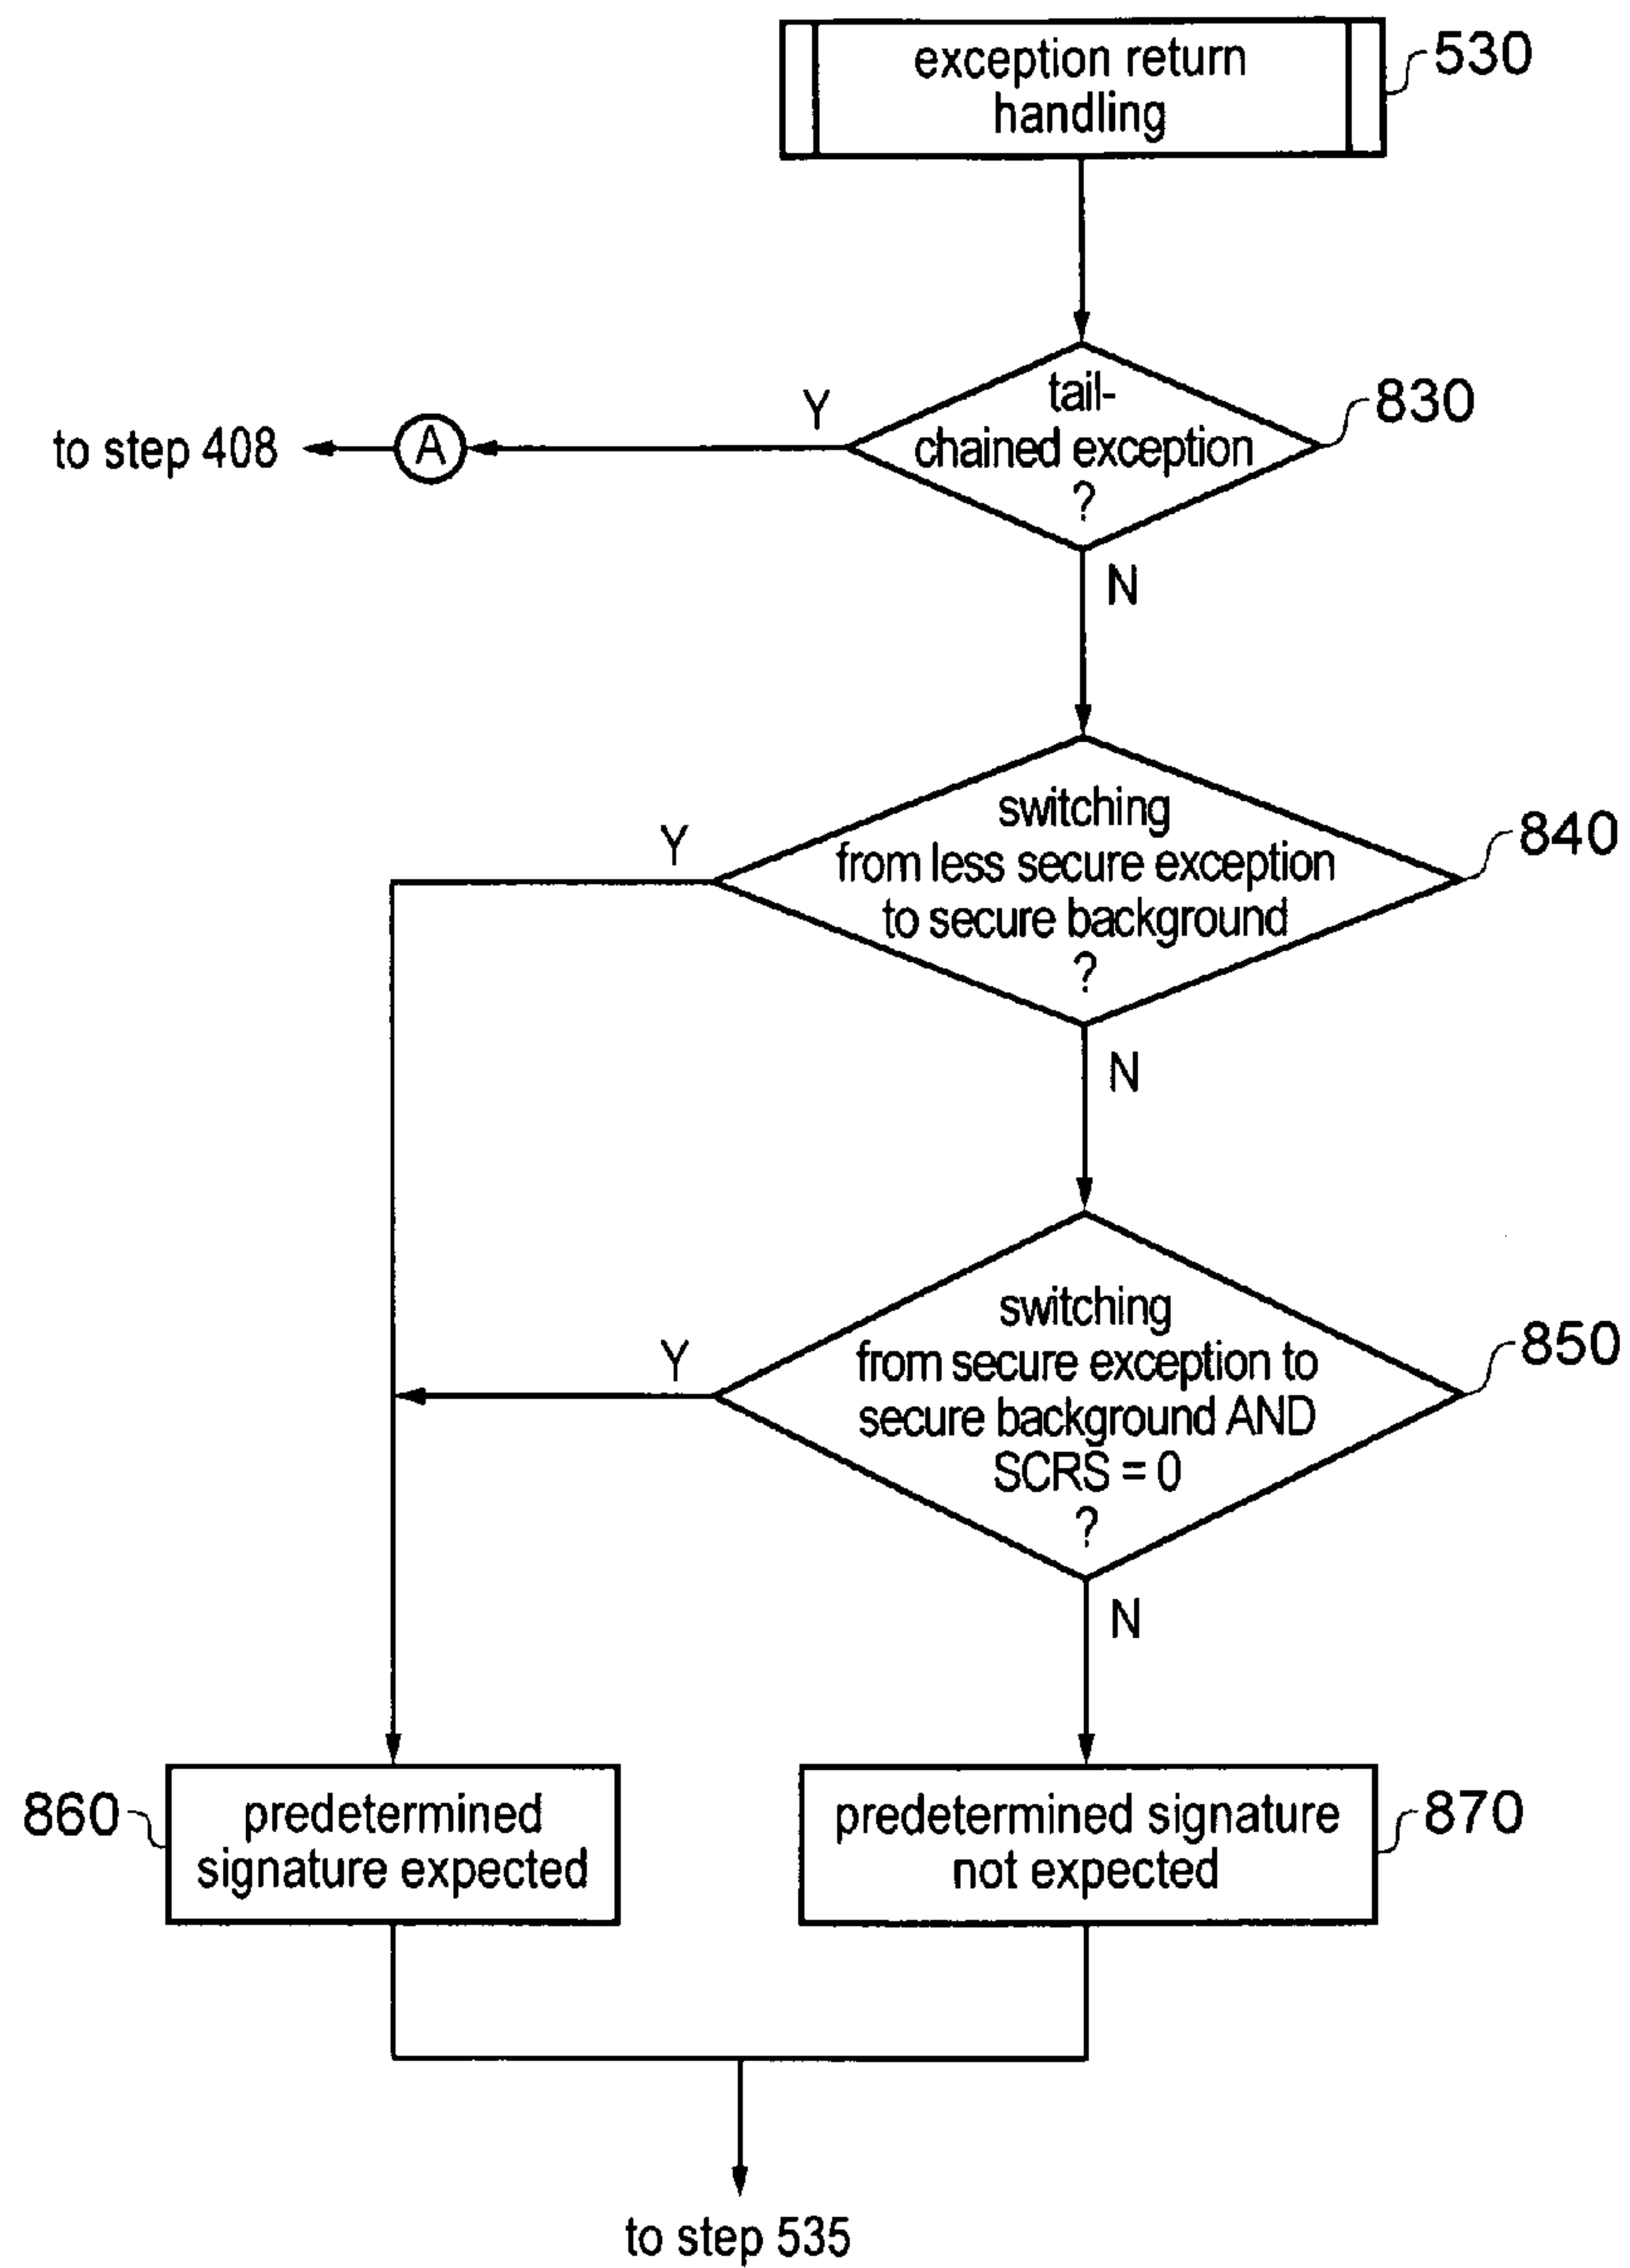 exception return
handling
530
tail-
chained exception
?
830
Y
A
to step 408
N
switching
from less secure exception
to secure background
?
840
Y
N
switching
from secure exception to
secure background AND
SCRS = 0
?
850
Y
N
860
predetermined
signature expected
predetermined signature
not expected
870
to step 535